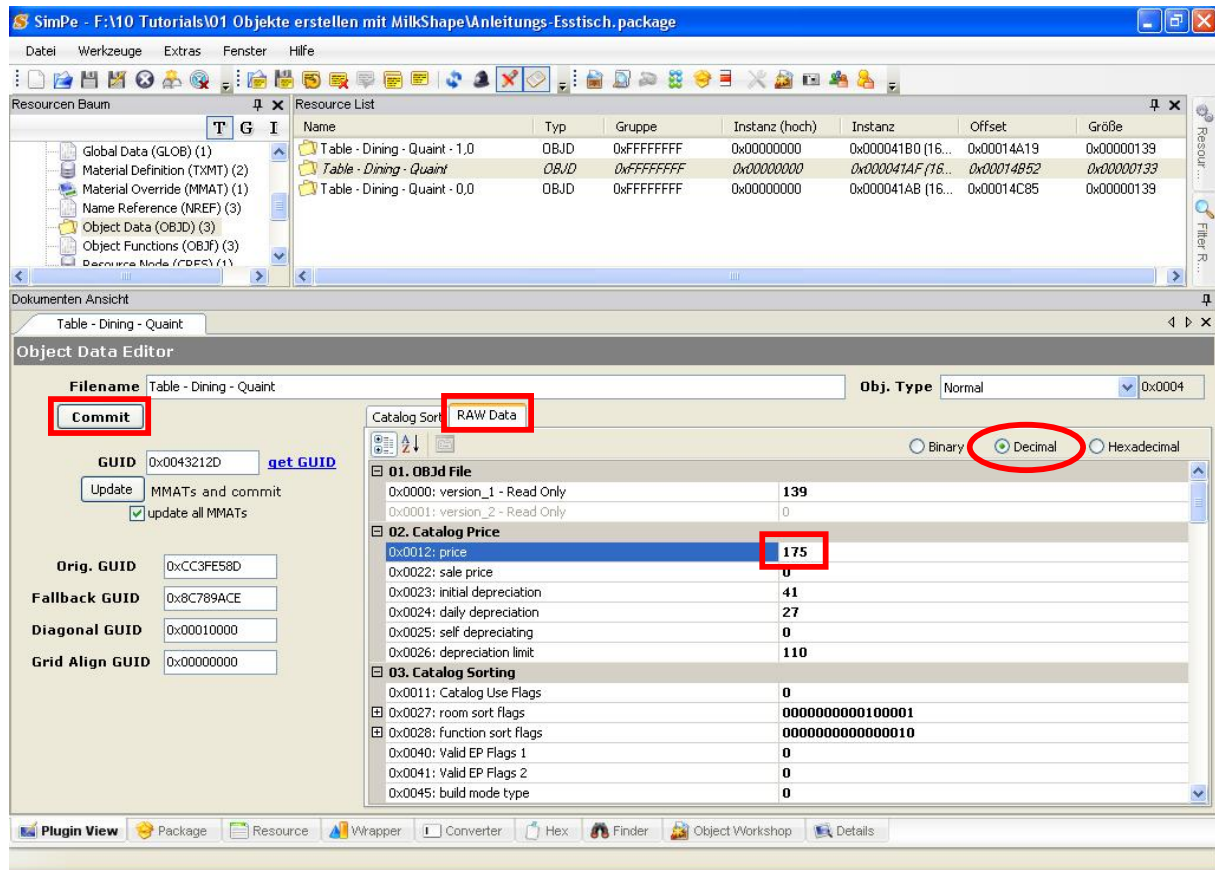 SimPe - F:\10 Tutorials\01 Objekte erstellen mit MilkShape\Anleitungs-Esstisch.package
Datei Werkzeuge Extras Fenster Hilfe
Resourcen Baum
T G I
Global Data (GLOB) (1)
Material Definition (TXMT) (2)
Material Override (MMAT) (1)
Name Reference (NREF) (3)
Object Data (OBJD) (3)
Object Functions (OBJf) (3)
Resource Node (CRES) (1)
Resource List
Name Typ Gruppe Instanz (hoch) Instanz Offset Größe
Table - Dining - Quaint - 1,0 OBJD 0xFFFFFFFF 0x00000000 0x000041B0 (16... 0x00014A19 0x00000139
Table - Dining - Quaint OBJD 0xFFFFFFFF 0x00000000 0x000041AF (16... 0x00014B52 0x00000133
Table - Dining - Quaint - 0,0 OBJD 0xFFFFFFFF 0x00000000 0x000041AB (16... 0x00014C85 0x00000139
Resour...
Filter R...
Dokumenten Ansicht
Table - Dining - Quaint
Object Data Editor
Filename Table - Dining - Quaint Obj. Type Normal 0x0004
Commit
GUID 0x0043212D get GUID
Update MMATs and commit
update all MMATs
Orig. GUID 0xCC3FE58D
Fallback GUID 0x8C789ACE
Diagonal GUID 0x00010000
Grid Align GUID 0x00000000
Catalog Sort RAW Data
Binary Decimal Hexadecimal
01. OBJd File
0x0000: version_1 - Read Only 139
0x0001: version_2 - Read Only 0
02. Catalog Price
0x0012: price 175
0x0022: sale price 0
0x0023: initial depreciation 41
0x0024: daily depreciation 27
0x0025: self depreciating 0
0x0026: depreciation limit 110
03. Catalog Sorting
0x0011: Catalog Use Flags 0
0x0027: room sort flags 0000000000100001
0x0028: function sort flags 0000000000000010
0x0040: Valid EP Flags 1 0
0x0041: Valid EP Flags 2 0
0x0045: build mode type 0
Plugin View Package Resource Wrapper Converter Hex Finder Object Workshop Details